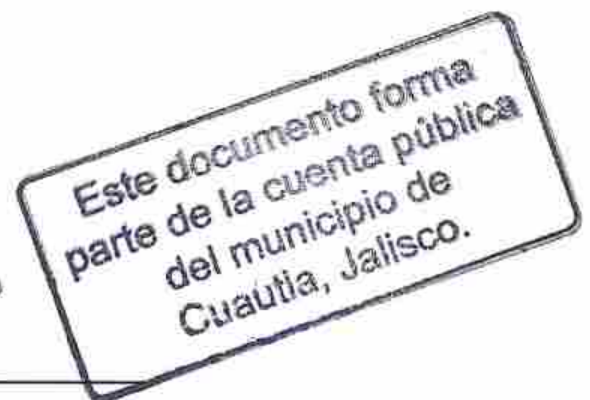 Este documento forma
parte de la cuenta pública
del municipio de
Cuautla, Jalisco.